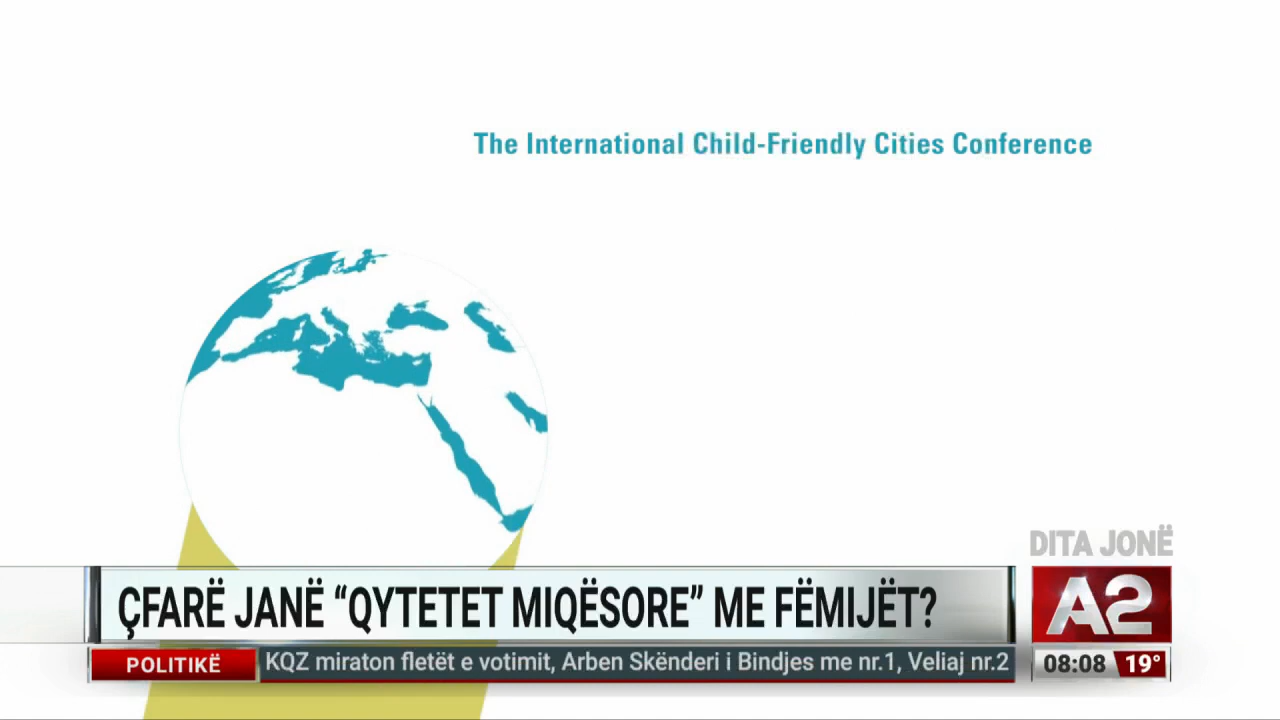 The International Child-Friendly Cities Conference
DITA JONË
ÇFARË JANË “QYTETET MIQËSORE” ME FËMIJËT?
A2
POLITIKË
KQZ miraton fletët e votimit, Arben Skënderi i Bindjes me nr.1, Veliaj nr.2
08:08 19°